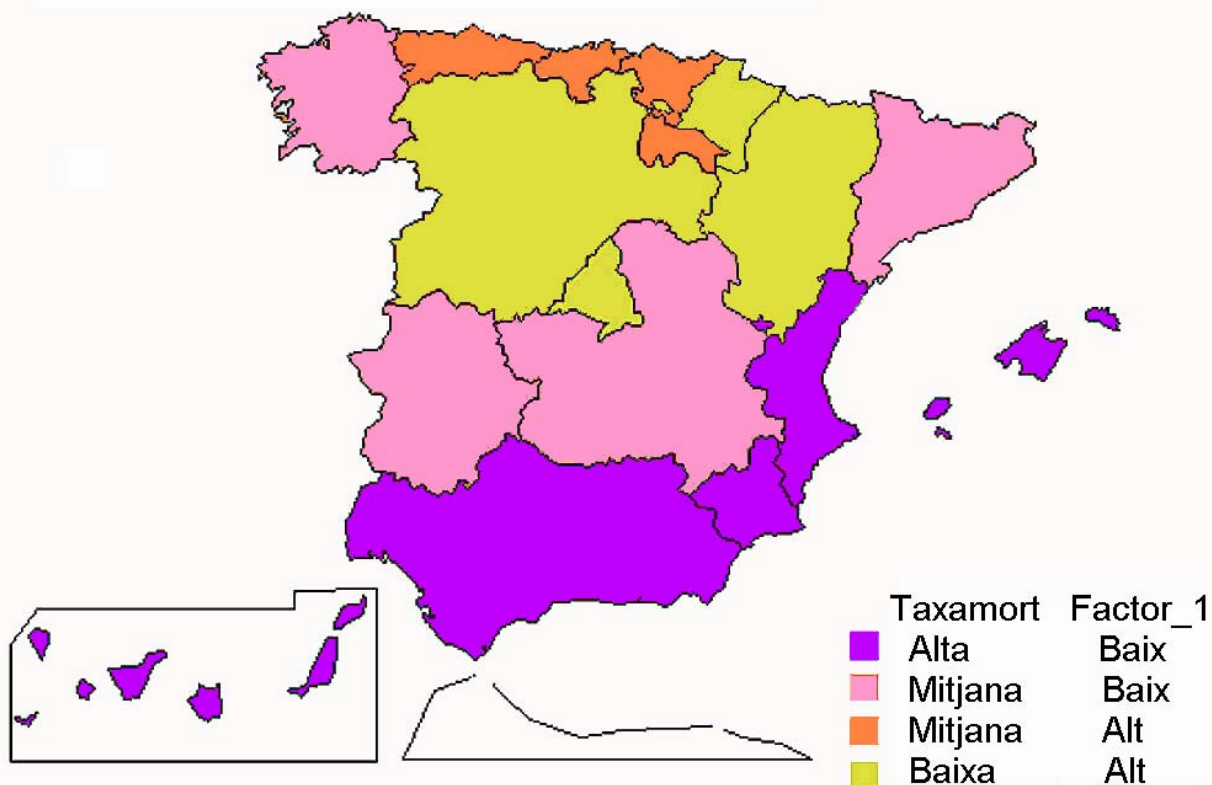 Taxamort Factor_1
Alta Baix
Mitjana Baix
Mitjana Alt
Baixa Alt